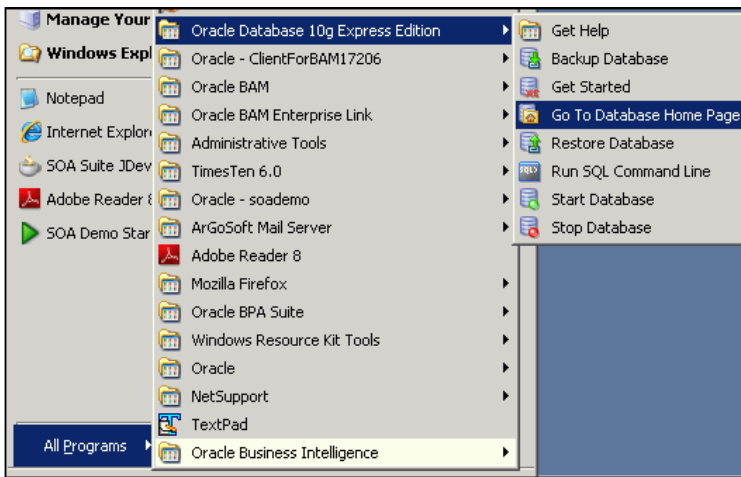 Manage Your
Windows Expl
Notepad
Internet Explor
SOA Suite JDev
Adobe Reader 8
SOA Demo Star
All Programs
Oracle Database 10g Express Edition
Oracle - ClientForBAM17206
Oracle BAM
Oracle BAM Enterprise Link
Administrative Tools
TimesTen 6.0
Oracle - soademo
ArGoSoft Mail Server
Adobe Reader 8
Mozilla Firefox
Oracle BPA Suite
Windows Resource Kit Tools
Oracle
NetSupport
TextPad
Oracle Business Intelligence
Get Help
Backup Database
Get Started
Go To Database Home Page
Restore Database
SQL> Run SQL Command Line
Start Database
Stop Database